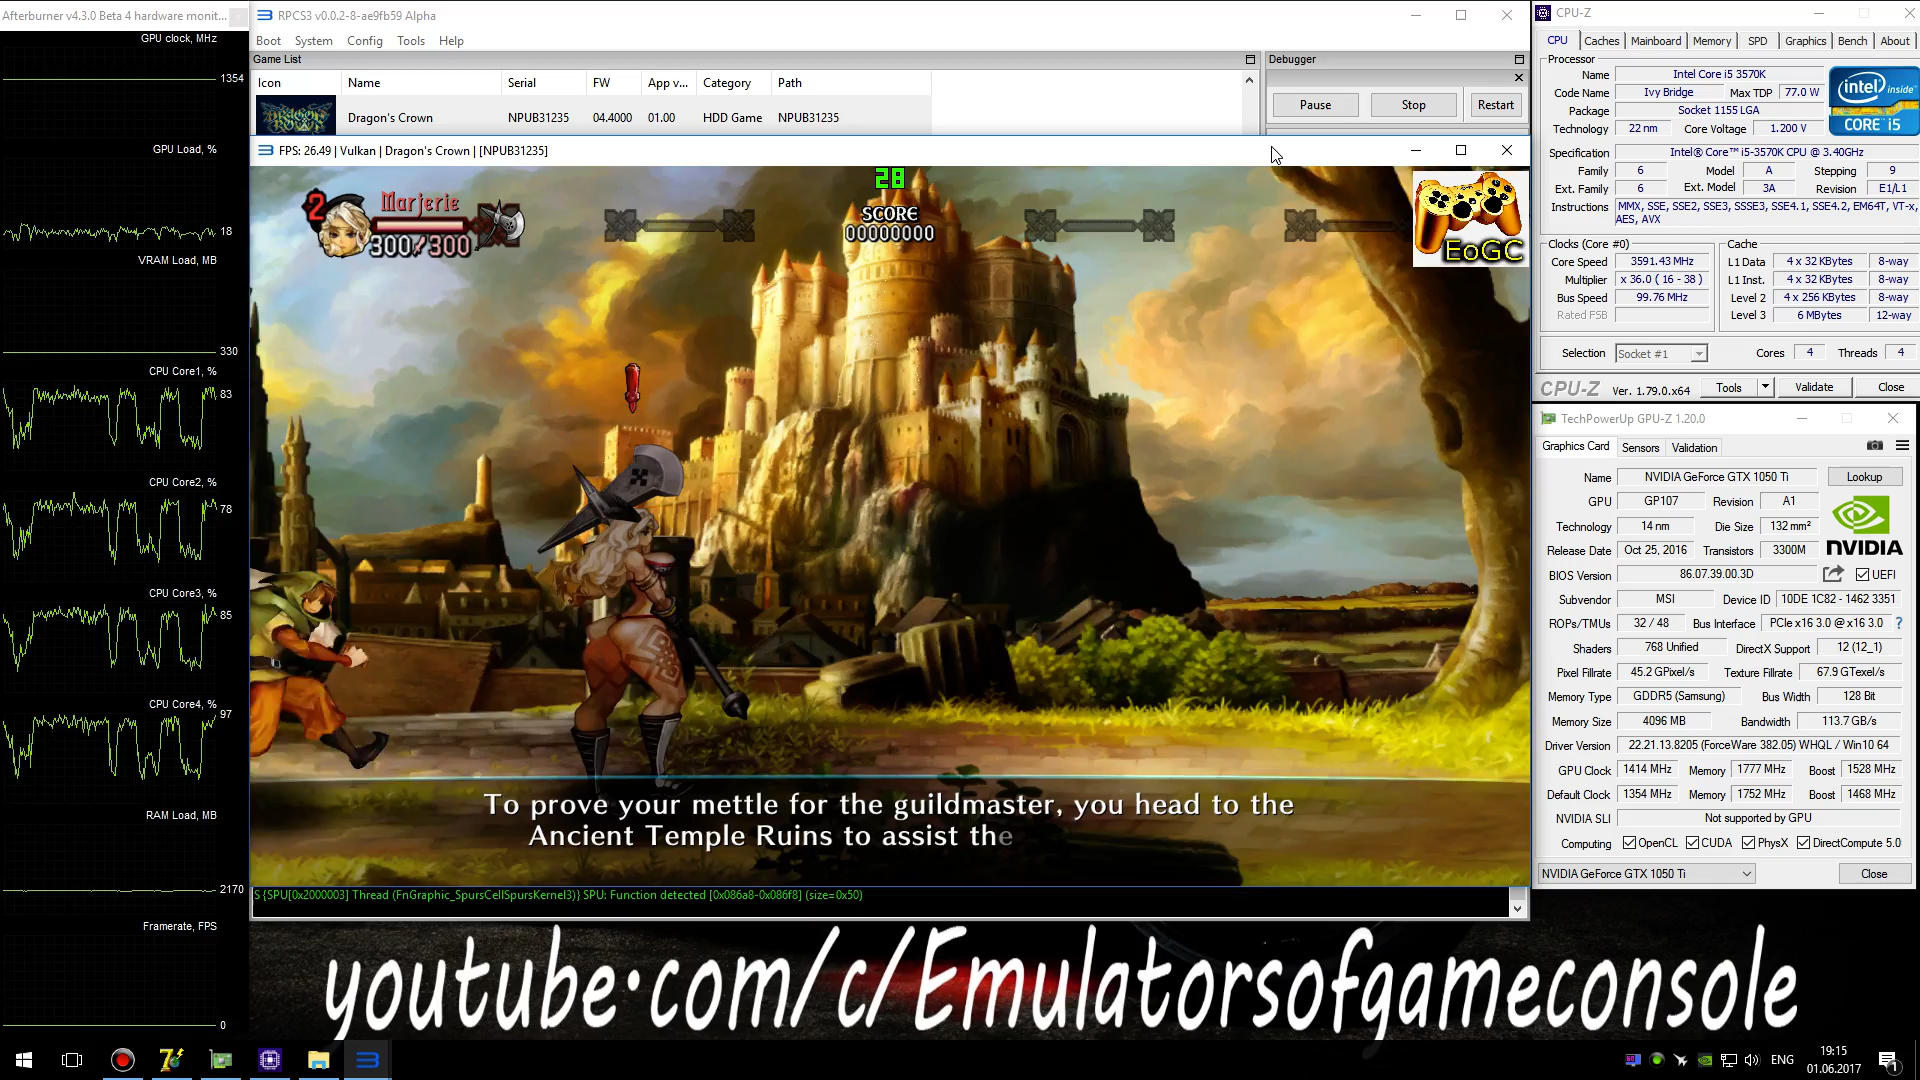 Afterburner v4.3.0 Beta 4 hardware monit...
GPU clock, MHz
1354
GPU Load, %
18
VRAM Load, MB
330
CPU Core1, %
83
CPU Core2, %
78
CPU Core3, %
85
CPU Core4, %
97
RAM Load, MB
2170
Framerate, FPS
0
RPCS3 v0.0.2-8-ae9fb59 Alpha
Boot System Config Tools Help
Game List
Icon Name Serial FW App v... Category Path
DRAGON'S CROWN
Dragon's Crown NPUB31235 04.4000 01.00 HDD Game NPUB31235
Debugger
Pause Stop Restart
FPS: 26.49 | Vulkan | Dragon's Crown | [NPUB31235]
28
2 Marjerie
300/300
SCORE
00000000
EoGC
To prove your mettle for the guildmaster, you head to the
Ancient Temple Ruins to assist the
S {SPU[0x2000003] Thread (FnGraphic_SpursCellSpursKernel3)} SPU: Function detected [0x086a8-0x086f8] (size=0x50)
youtube.com/c/Emulatorsofgameconsole
CPU-Z
CPU Caches Mainboard Memory SPD Graphics Bench About
Processor
Name Intel Core i5 3570K
Code Name Ivy Bridge Max TDP 77.0 W
Package Socket 1155 LGA
Technology 22 nm Core Voltage 1.200 V
intel inside™
CORE i5
Specification Intel® Core™ i5-3570K CPU @ 3.40GHz
Family 6 Model A Stepping 9
Ext. Family 6 Ext. Model 3A Revision E1/L1
Instructions MMX, SSE, SSE2, SSE3, SSSE3, SSE4.1, SSE4.2, EM64T, VT-x,
AES, AVX
Clocks (Core #0)
Core Speed 3591.43 MHz
Multiplier x 36.0 ( 16 - 38 )
Bus Speed 99.76 MHz
Rated FSB
Cache
L1 Data 4 x 32 KBytes 8-way
L1 Inst. 4 x 32 KBytes 8-way
Level 2 4 x 256 KBytes 8-way
Level 3 6 MBytes 12-way
Selection Socket #1 Cores 4 Threads 4
CPU-Z Ver. 1.79.0.x64 Tools Validate Close
TechPowerUp GPU-Z 1.20.0
Graphics Card Sensors Validation
Name NVIDIA GeForce GTX 1050 Ti Lookup
GPU GP107 Revision A1
Technology 14 nm Die Size 132 mm²
Release Date Oct 25, 2016 Transistors 3300M
NVIDIA
BIOS Version 86.07.39.00.3D UEFI
Subvendor MSI Device ID 10DE 1C82 - 1462 3351
ROPs/TMUs 32 / 48 Bus Interface PCIe x16 3.0 @ x16 3.0 ?
Shaders 768 Unified DirectX Support 12 (12_1)
Pixel Fillrate 45.2 GPixel/s Texture Fillrate 67.9 GTexel/s
Memory Type GDDR5 (Samsung) Bus Width 128 Bit
Memory Size 4096 MB Bandwidth 113.7 GB/s
Driver Version 22.21.13.8205 (ForceWare 382.05) WHQL / Win10 64
GPU Clock 1414 MHz Memory 1777 MHz Boost 1528 MHz
Default Clock 1354 MHz Memory 1752 MHz Boost 1468 MHz
NVIDIA SLI Not supported by GPU
Computing OpenCL CUDA PhysX DirectCompute 5.0
NVIDIA GeForce GTX 1050 Ti Close
ENG
19:15
01.06.2017
1